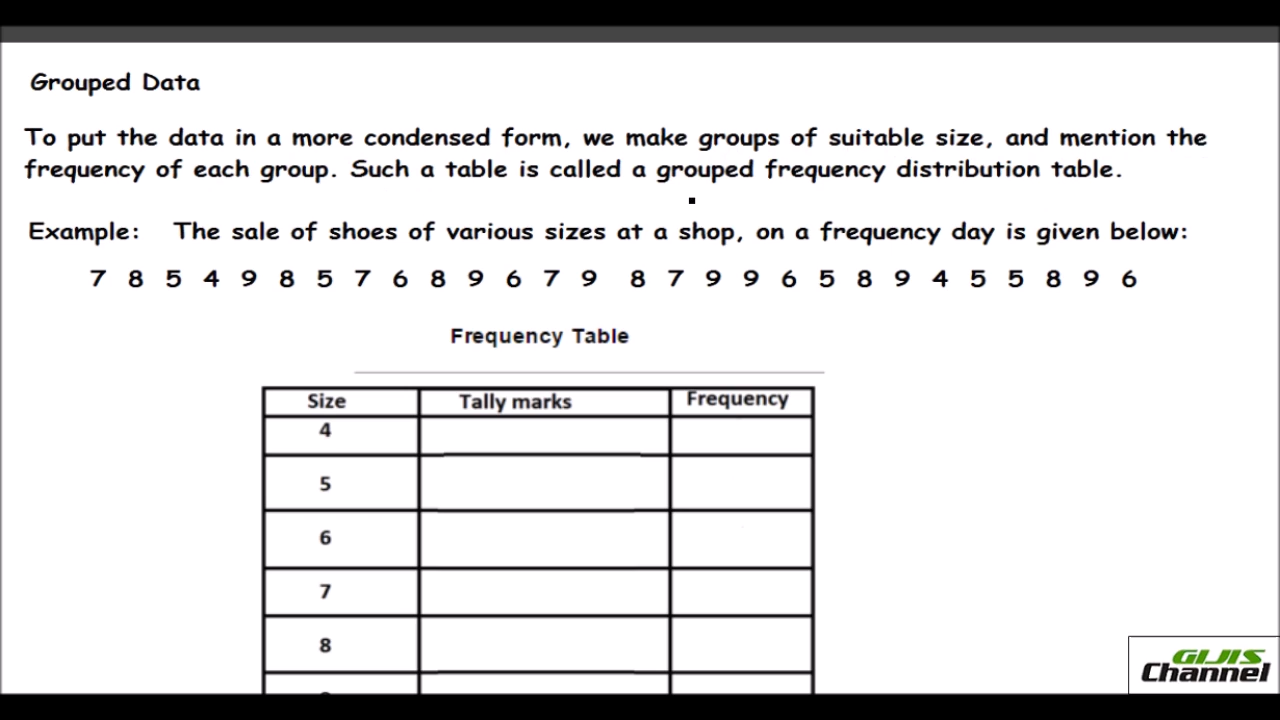 Grouped Data
To put the data in a more condensed form, we make groups of suitable size, and mention the
frequency of each group. Such a table is called a grouped frequency distribution table.
Example: The sale of shoes of various sizes at a shop, on a frequency day is given below:
7 8 5 4 9 8 5 7 6 8 9 6 7 9 8 7 9 9 6 5 8 9 4 5 5 8 9 6
Frequency Table
Size Tally marks Frequency
4
5
6
7
8
GIJIS
Channel